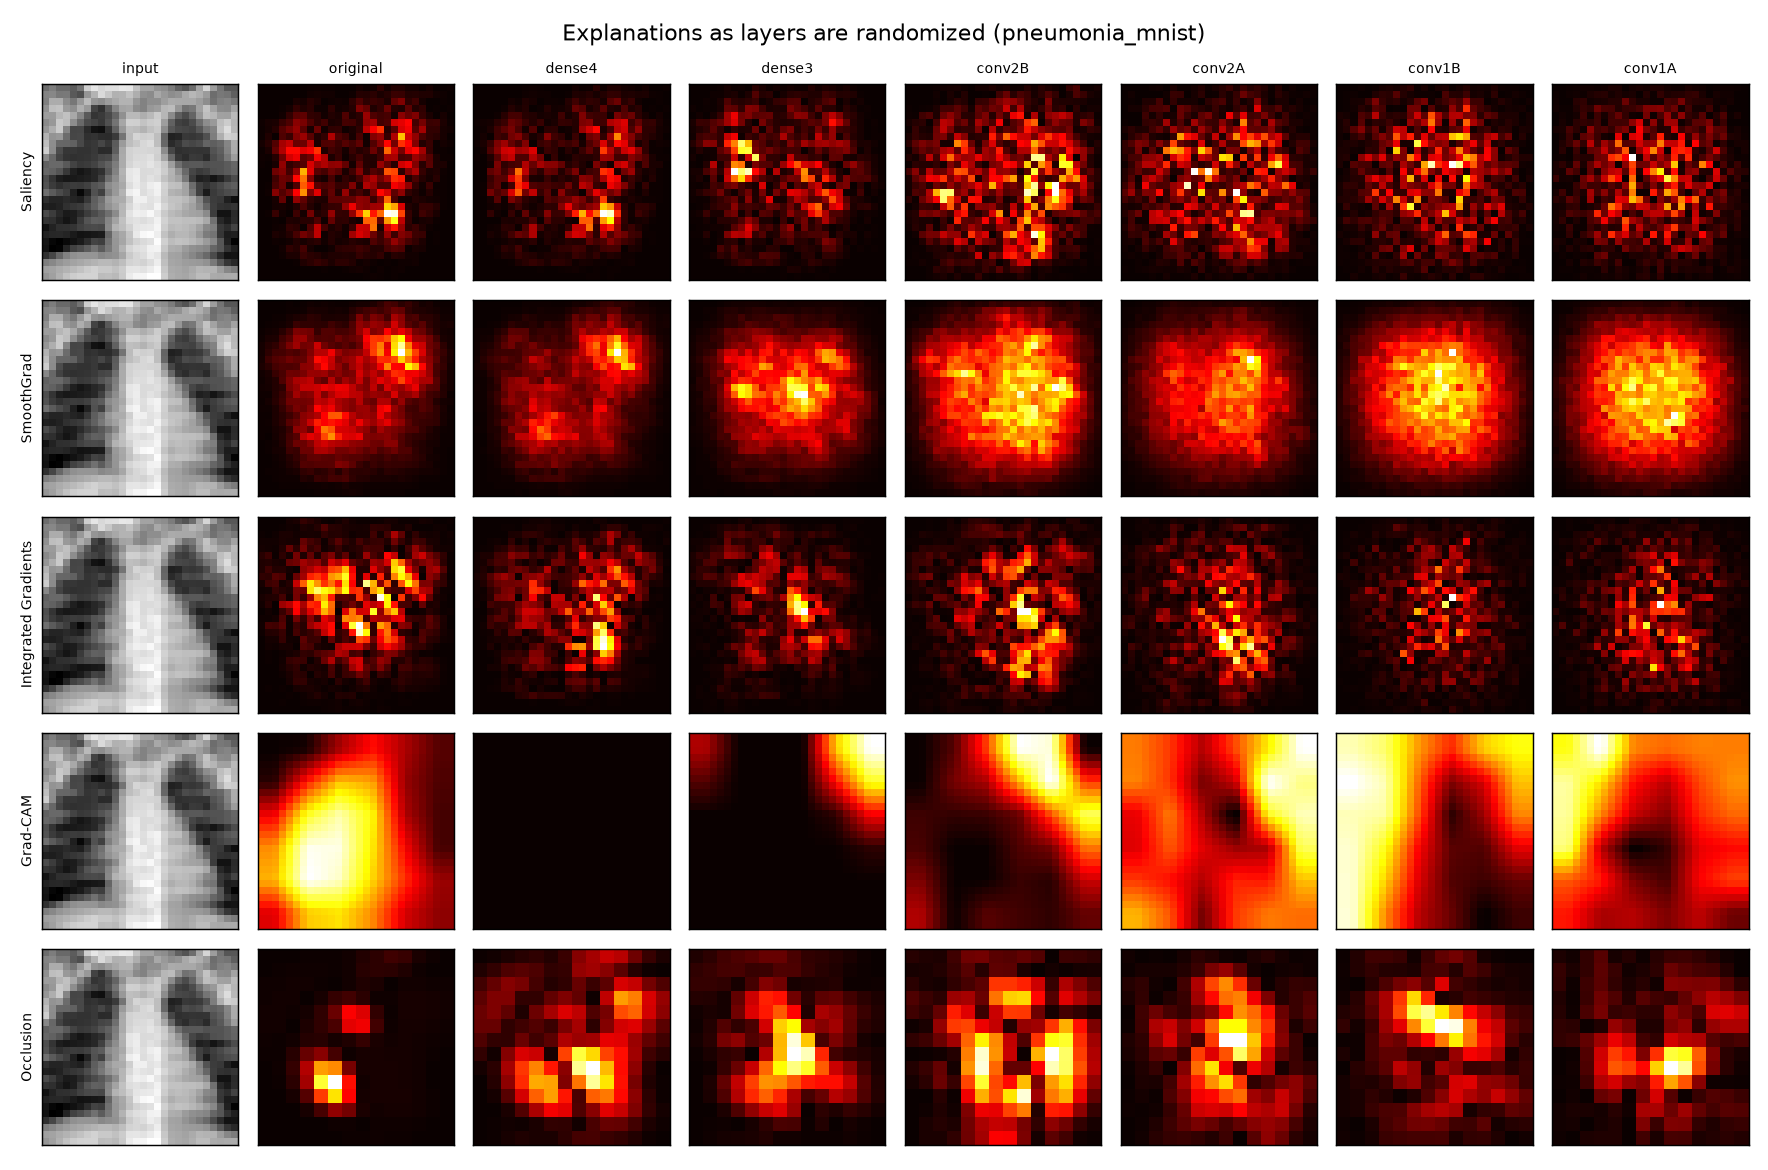 Explanations as layers are randomized (pneumonia_mnist)
input original dense4 dense3 conv2B conv2A conv1B conv1A
Saliency
SmoothGrad
Integrated Gradients
Grad-CAM
Occlusion